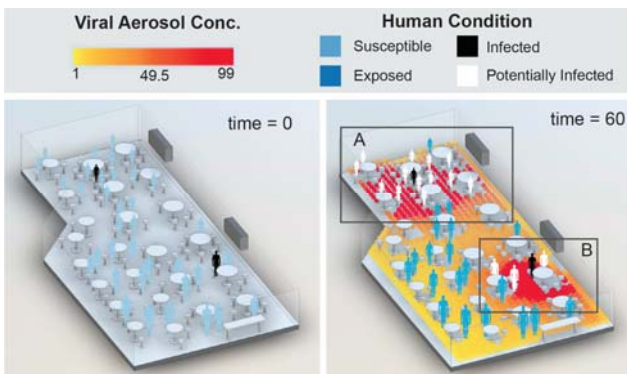 Viral Aerosol Conc.
1 49.5 99
Human Condition
Susceptible Infected
Exposed Potentially Infected
time = 0
time = 60
A
B